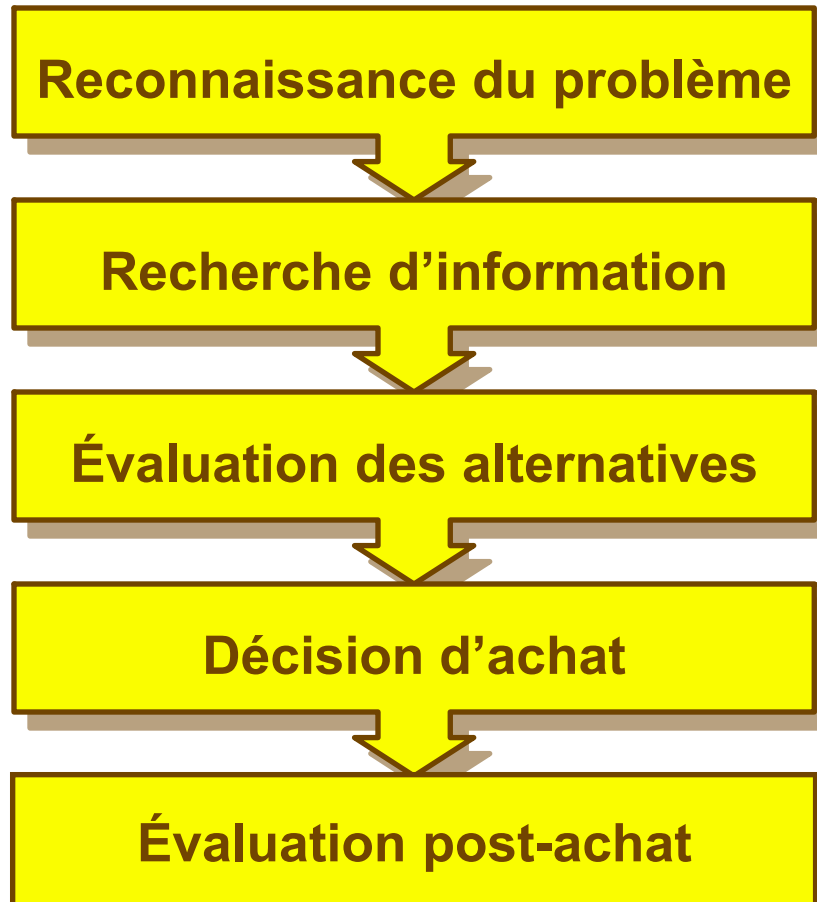 Reconnaissance du problème
Recherche d’information
Évaluation des alternatives
Décision d’achat
Évaluation post-achat